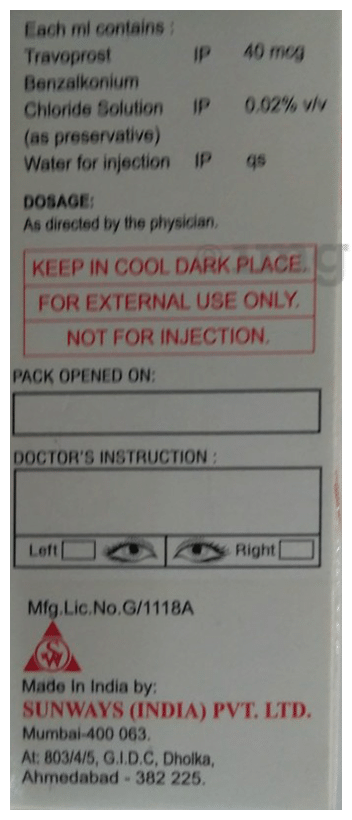 Each ml contains :
Travoprost IP 40 mcg
Benzalkonium
Chloride Solution IP 0.02% v/v
(as preservative)
Water for injection IP qs
DOSAGE:
As directed by the physician.
KEEP IN COOL DARK PLACE.
FOR EXTERNAL USE ONLY.
NOT FOR INJECTION.
PACK OPENED ON:
DOCTOR'S INSTRUCTION :
Left Right
Mfg.Lic.No.G/1118A
SW
Made In India by:
SUNWAYS (INDIA) PVT. LTD.
Mumbai-400 063.
At: 803/4/5, G.I.D.C, Dholka,
Ahmedabad - 382 225.